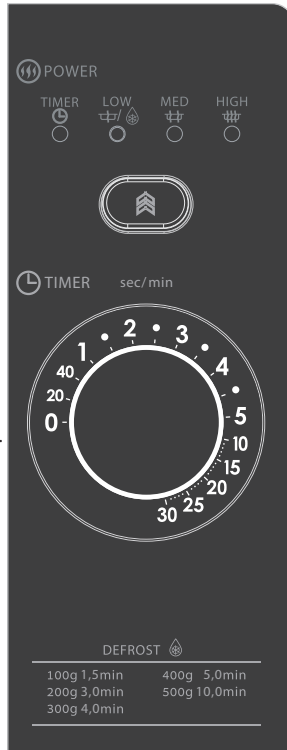 POWER
TIMER LOW MED HIGH
/
TIMER sec/min
0 20 40 1 2 3 4 5 10 15 20 25 30
DEFROST
100g 1,5min 400g 5,0min
200g 3,0min 500g 10,0min
300g 4,0min